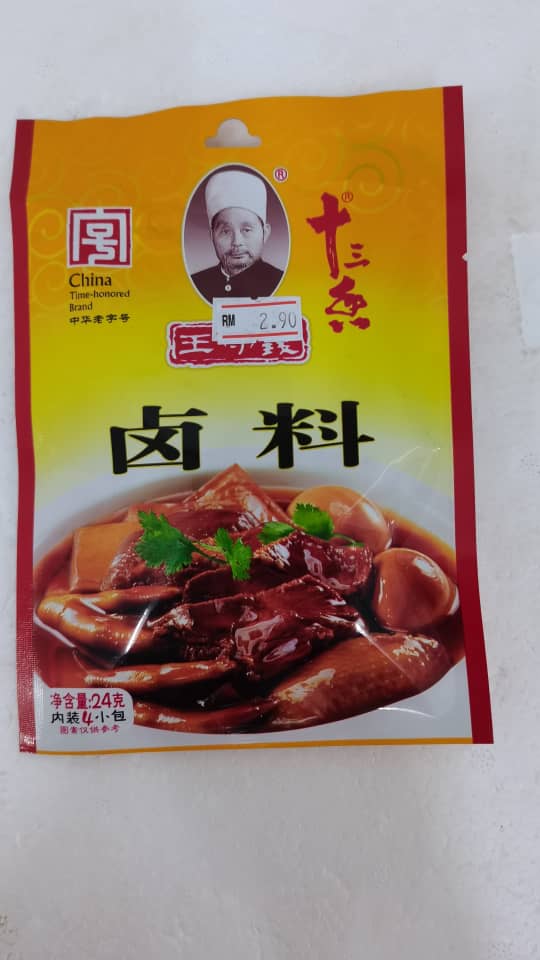 China
Time-honored
Brand
中华老字号
®
十三香®
RM 2.90
王
卤料
净含量:24克
内装4小包
图案仅供参考